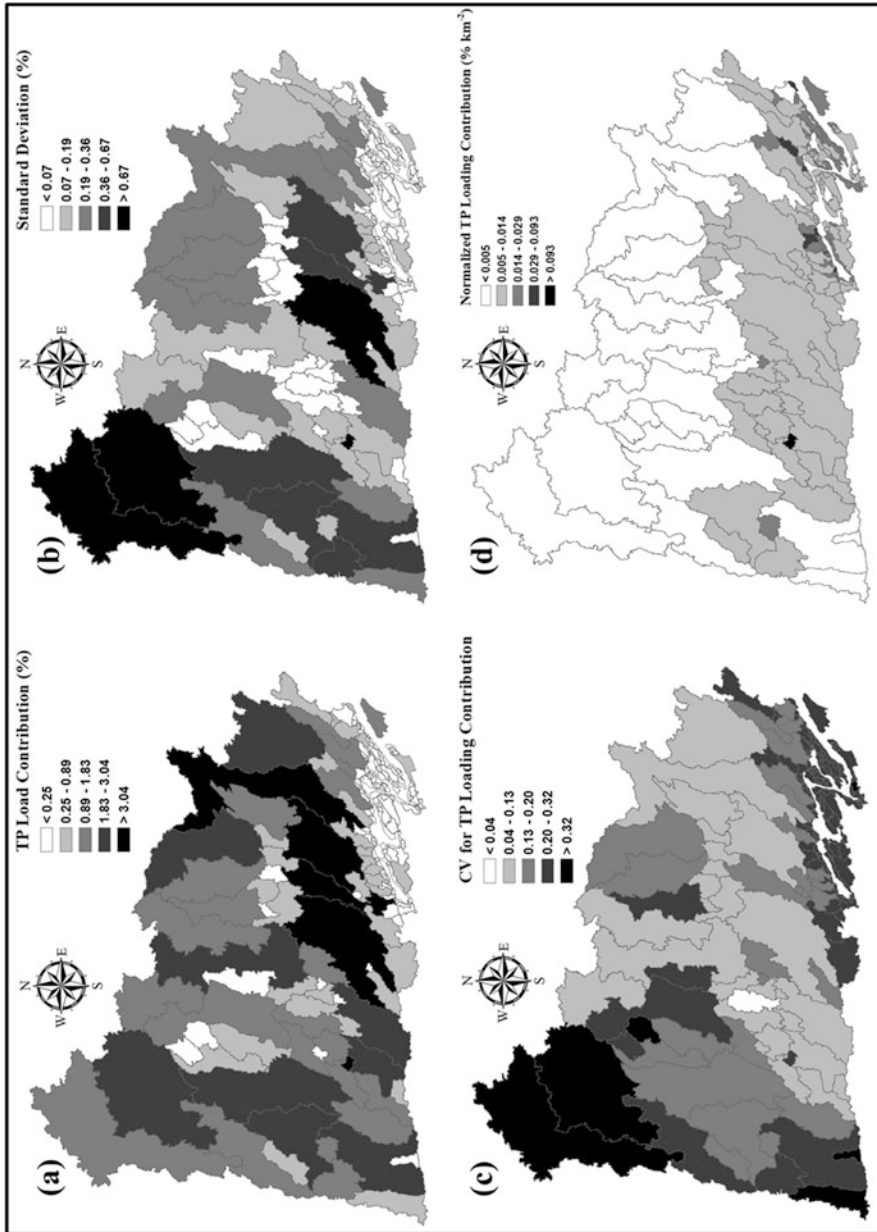 (a)
TP Load Contribution (%)
< 0.25
0.25 - 0.89
0.89 - 1.83
1.83 - 3.04
> 3.04
N
W E
S
(b)
Standard Deviation (%)
< 0.07
0.07 - 0.19
0.19 - 0.36
0.36 - 0.67
> 0.67
N
W E
S
(c)
CV for TP Loading Contribution
< 0.04
0.04 - 0.13
0.13 - 0.20
0.20 - 0.32
> 0.32
(d)
Normalized TP Loading Contribution (% km⁻²)
< 0.005
0.005 - 0.014
0.014 - 0.029
0.029 - 0.093
> 0.093